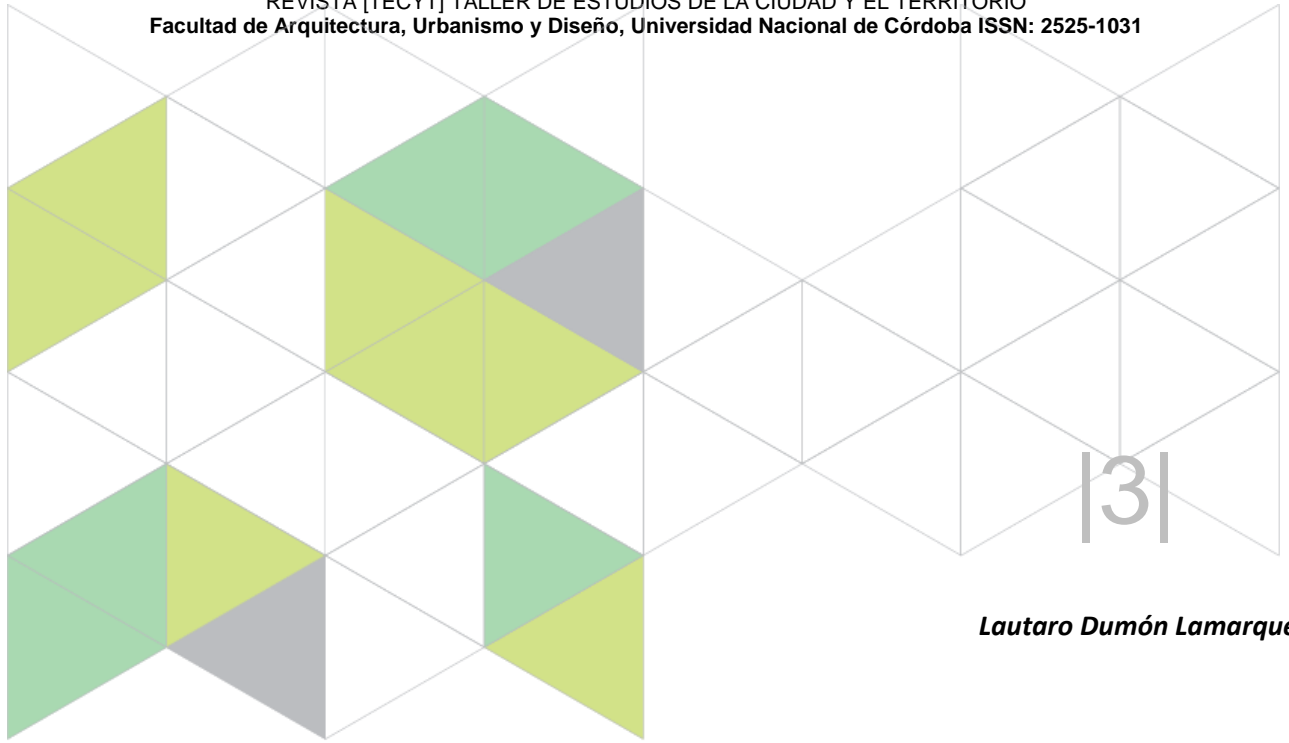 REVISTA [TECYT] TALLER DE ESTUDIOS DE LA CIUDAD Y EL TERRITORIO
Facultad de Arquitectura, Urbanismo y Diseño, Universidad Nacional de Córdoba ISSN: 2525-1031
|3|
Lautaro Dumón Lamarque